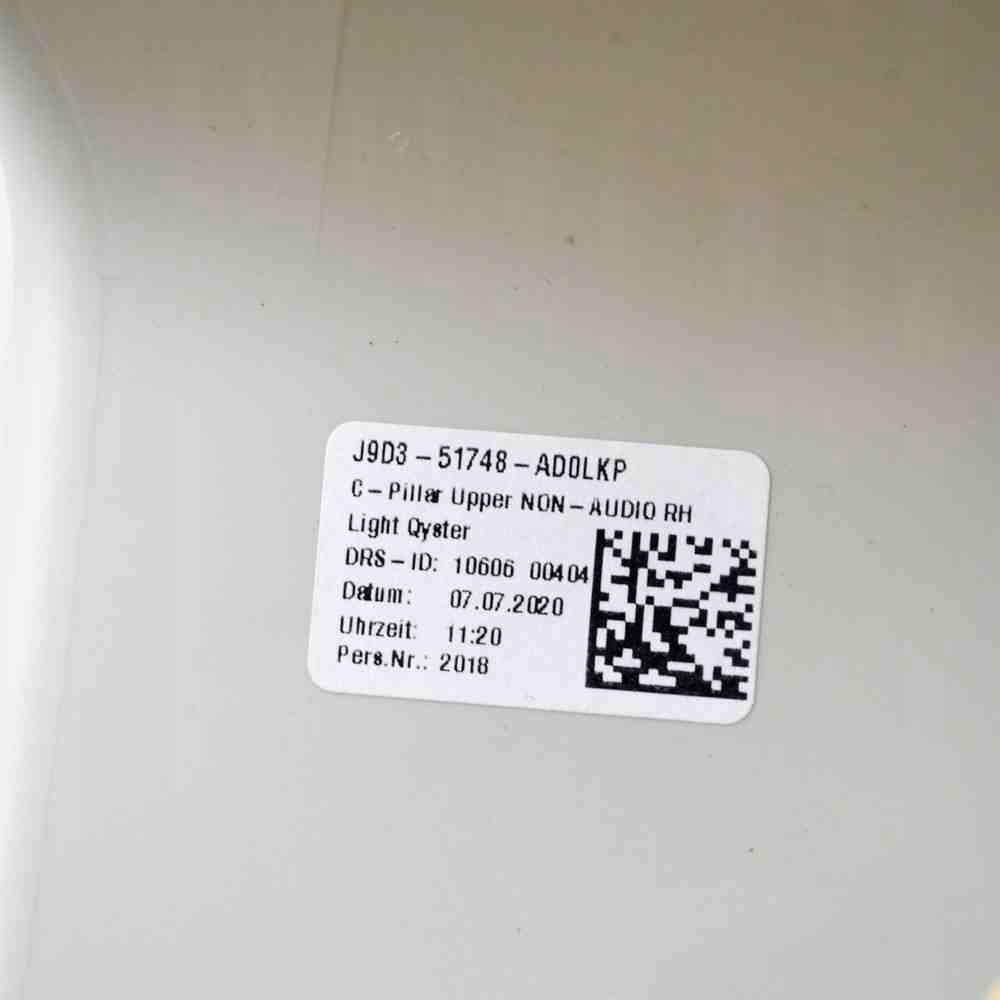 J9D3-51748-AD0LKP
C-Pillar Upper NON-AUDIO RH
Light Oyster
DRS-ID: 10606 00404
Datum: 07.07.2020
Uhrzeit: 11:20
Pers.Nr.: 2018